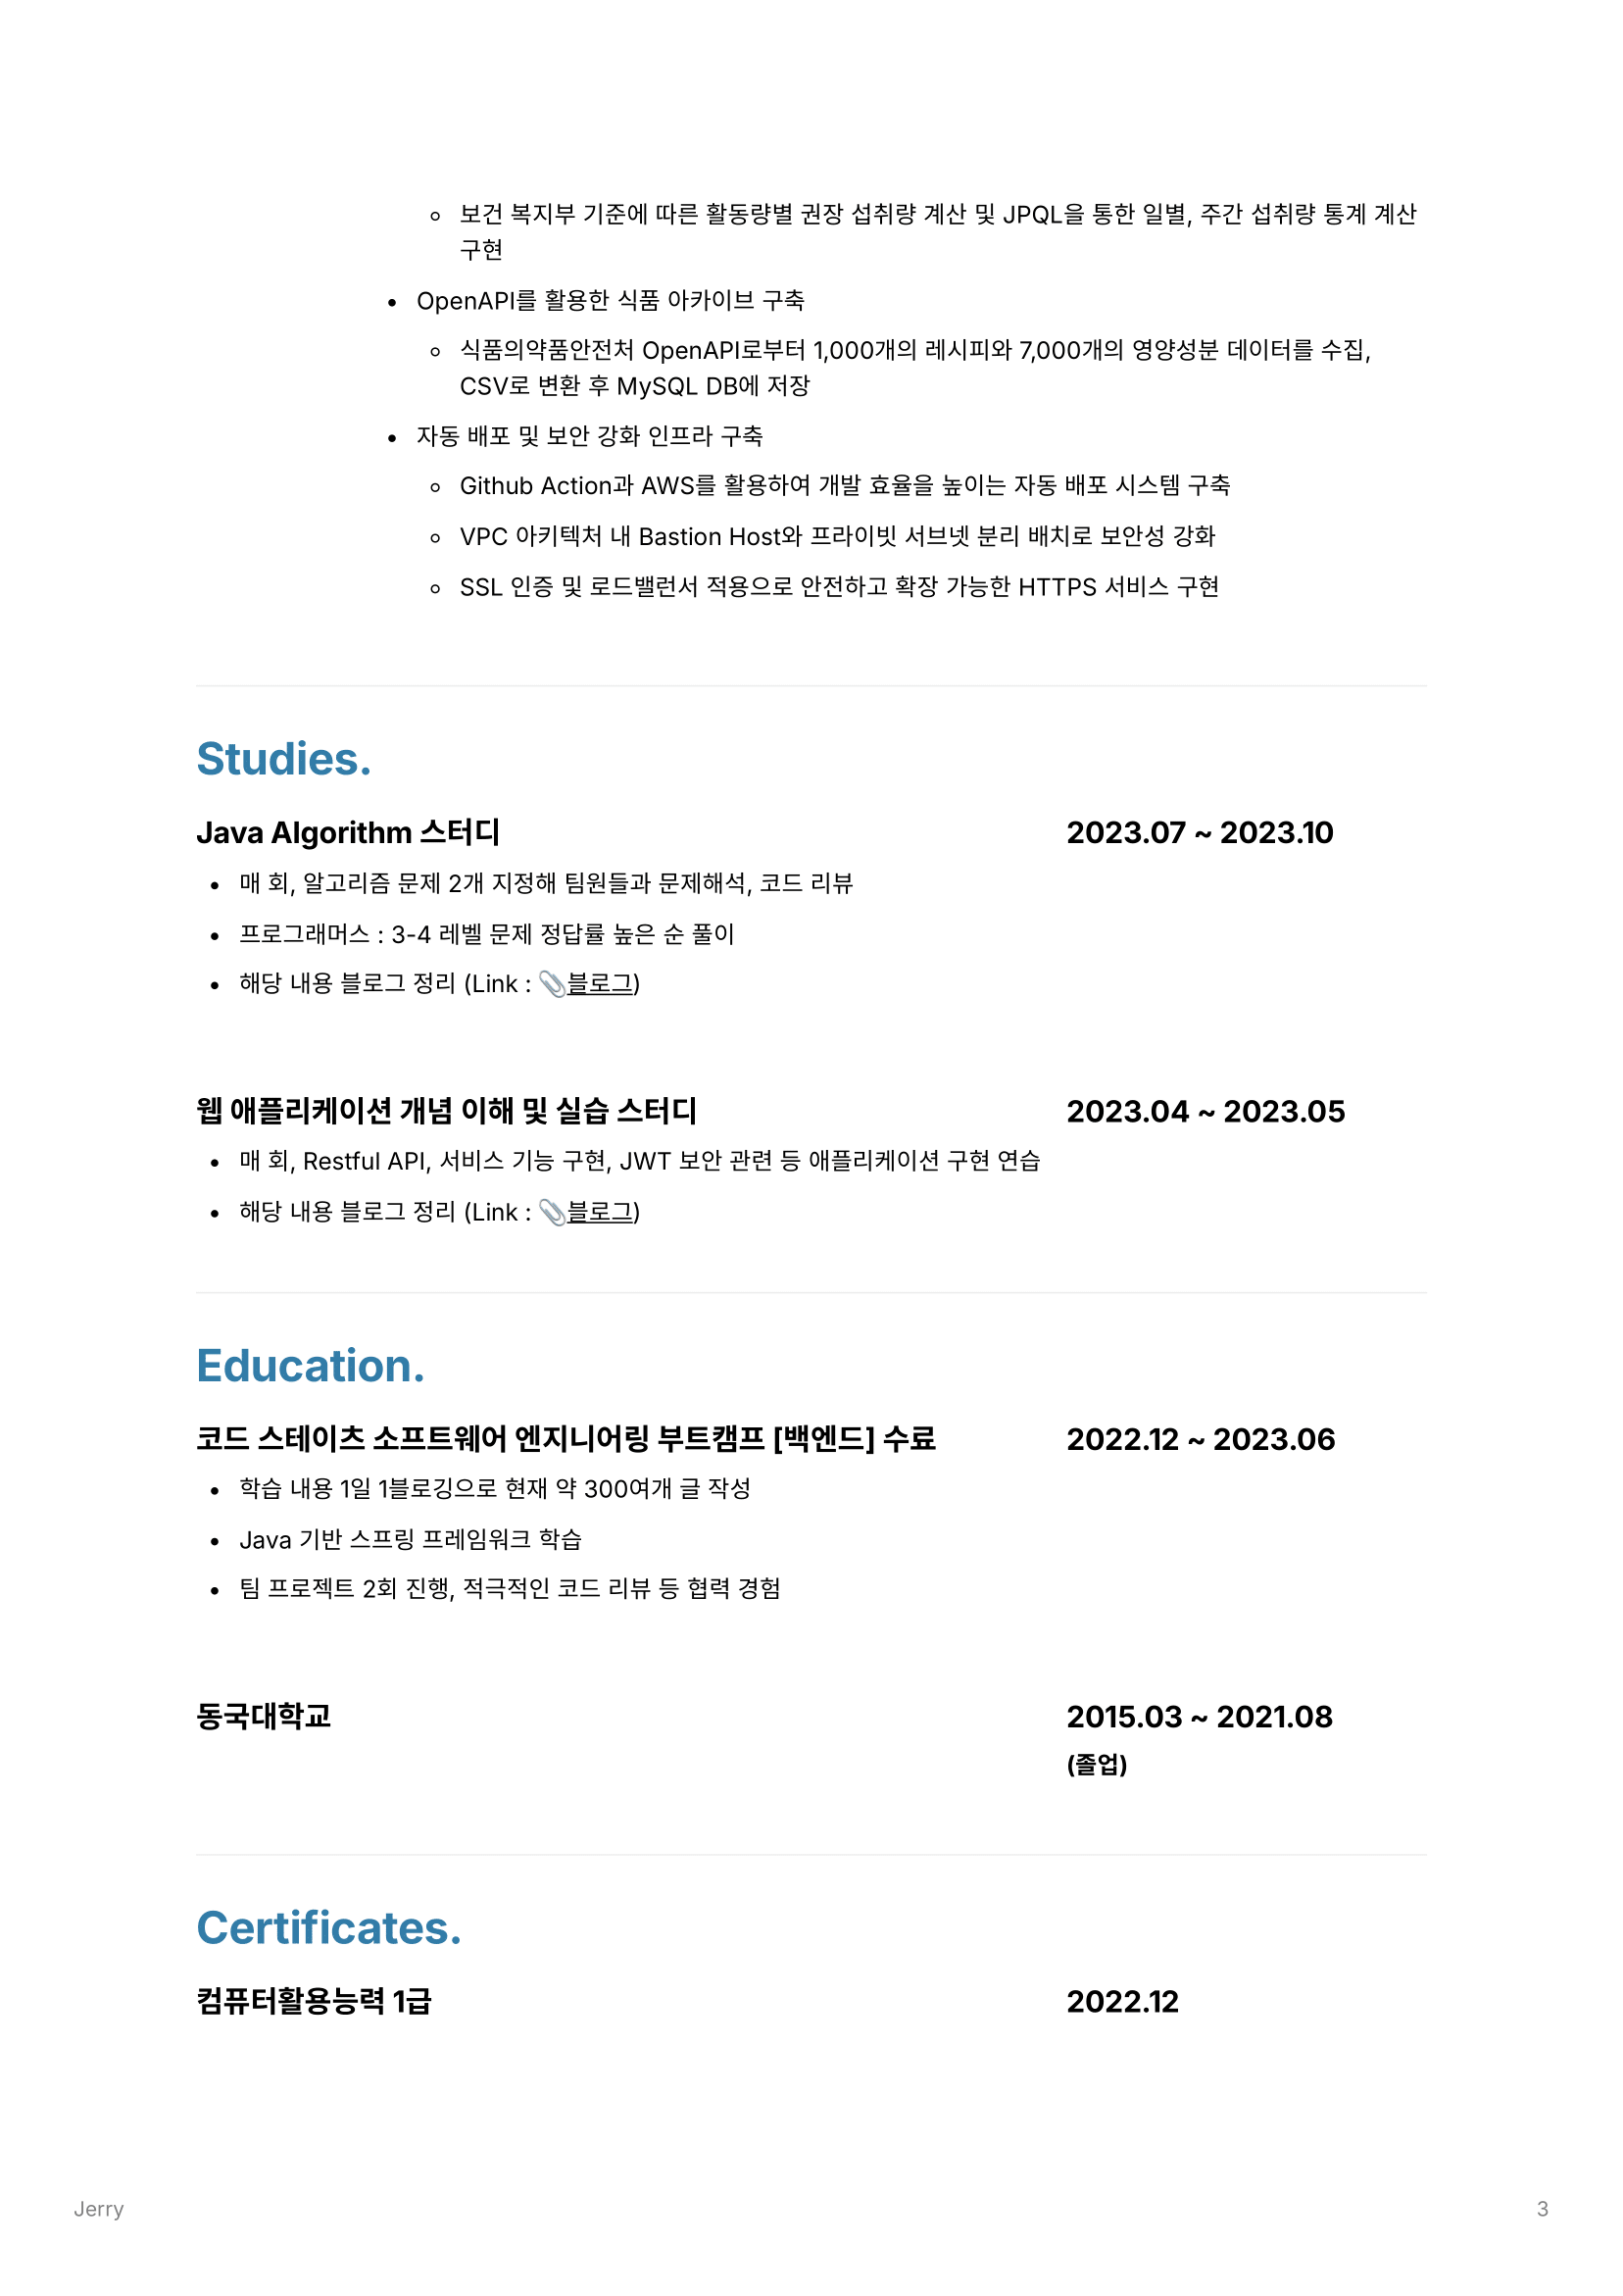 보건 복지부 기준에 따른 활동량별 권장 섭취량 계산 및 JPQL을 통한 일별, 주간 섭취량 통계 계산
구현
OpenAPI를 활용한 식품 아카이브 구축
식품의약품안전처 OpenAPI로부터 1,000개의 레시피와 7,000개의 영양성분 데이터를 수집,
CSV로 변환 후 MySQL DB에 저장
자동 배포 및 보안 강화 인프라 구축
Github Action과 AWS를 활용하여 개발 효율을 높이는 자동 배포 시스템 구축
VPC 아키텍처 내 Bastion Host와 프라이빗 서브넷 분리 배치로 보안성 강화
SSL 인증 및 로드밸런서 적용으로 안전하고 확장 가능한 HTTPS 서비스 구현
Studies.
Java Algorithm 스터디 2023.07 ~ 2023.10
매 회, 알고리즘 문제 2개 지정해 팀원들과 문제해석, 코드 리뷰
프로그래머스 : 3-4 레벨 문제 정답률 높은 순 풀이
해당 내용 블로그 정리 (Link : 📎블로그)
웹 애플리케이션 개념 이해 및 실습 스터디 2023.04 ~ 2023.05
매 회, Restful API, 서비스 기능 구현, JWT 보안 관련 등 애플리케이션 구현 연습
해당 내용 블로그 정리 (Link : 📎블로그)
Education.
코드 스테이츠 소프트웨어 엔지니어링 부트캠프 [백엔드] 수료 2022.12 ~ 2023.06
학습 내용 1일 1블로깅으로 현재 약 300여개 글 작성
Java 기반 스프링 프레임워크 학습
팀 프로젝트 2회 진행, 적극적인 코드 리뷰 등 협력 경험
동국대학교 2015.03 ~ 2021.08
(졸업)
Certificates.
컴퓨터활용능력 1급 2022.12
Jerry 3